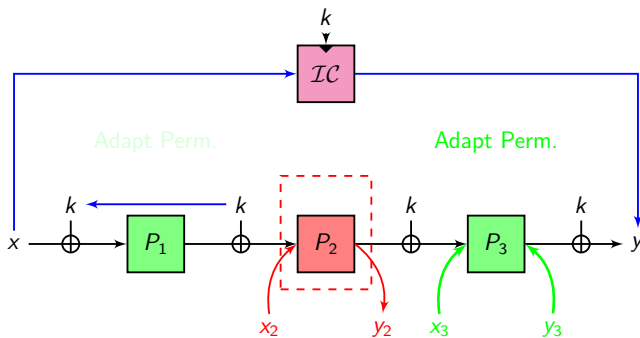 k
IC
Adapt Perm. Adapt Perm.
k k k k
x P₁ P₂ P₃ y
x₂ y₂ x₃ y₃